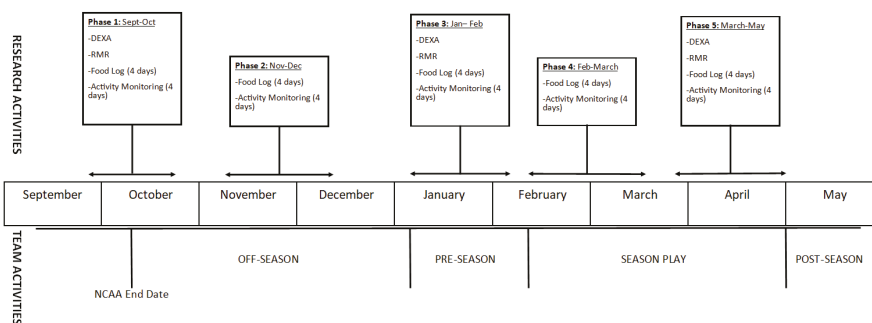 Phase 1: Sept-Oct
-DEXA
-RMR
-Food Log (4 days)
-Activity Monitoring (4
days)
Phase 2: Nov-Dec
-Food Log (4 days)
-Activity Monitoring (4
days)
Phase 3: Jan– Feb
-DEXA
-RMR
-Food Log (4 days)
-Activity Monitoring (4
days)
Phase 4: Feb-March
-Food Log (4 days)
-Activity Monitoring (4
days)
Phase 5: March-May
-DEXA
-RMR
-Food Log (4 days)
-Activity Monitoring (4
days)
RESEARCH ACTIVITIES
September October November December January February March April May
TEAM ACTIVITIES
OFF-SEASON PRE-SEASON SEASON PLAY POST-SEASON
NCAA End Date